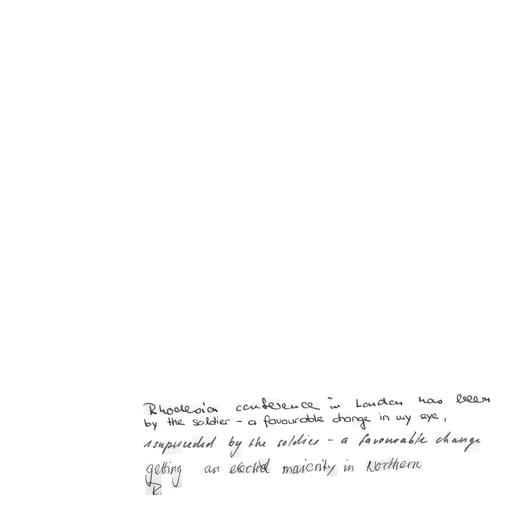 Rhodesia conference in London has been
by the soldier - a favourable change in my eye,
superceded by the soldier - a favourable change
getting an elected majority in Northern
R